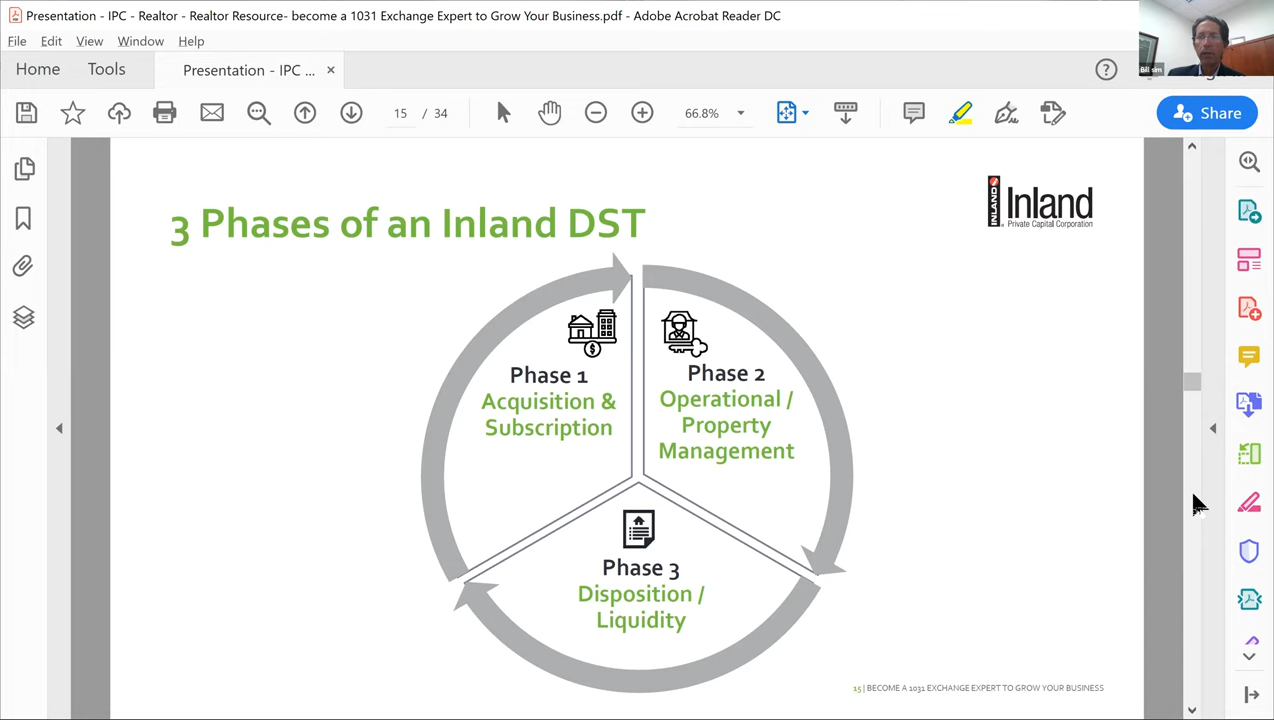 Presentation - IPC - Realtor - Realtor Resource- become a 1031 Exchange Expert to Grow Your Business.pdf - Adobe Acrobat Reader DC
File Edit View Window Help
Home Tools Presentation - IPC ... ×
15 / 34 66.8% Share
Bill sim
3 Phases of an Inland DST
INLAND Inland
Private Capital Corporation
Phase 1
Acquisition &
Subscription
Phase 2
Operational /
Property
Management
Phase 3
Disposition /
Liquidity
15 | BECOME A 1031 EXCHANGE EXPERT TO GROW YOUR BUSINESS